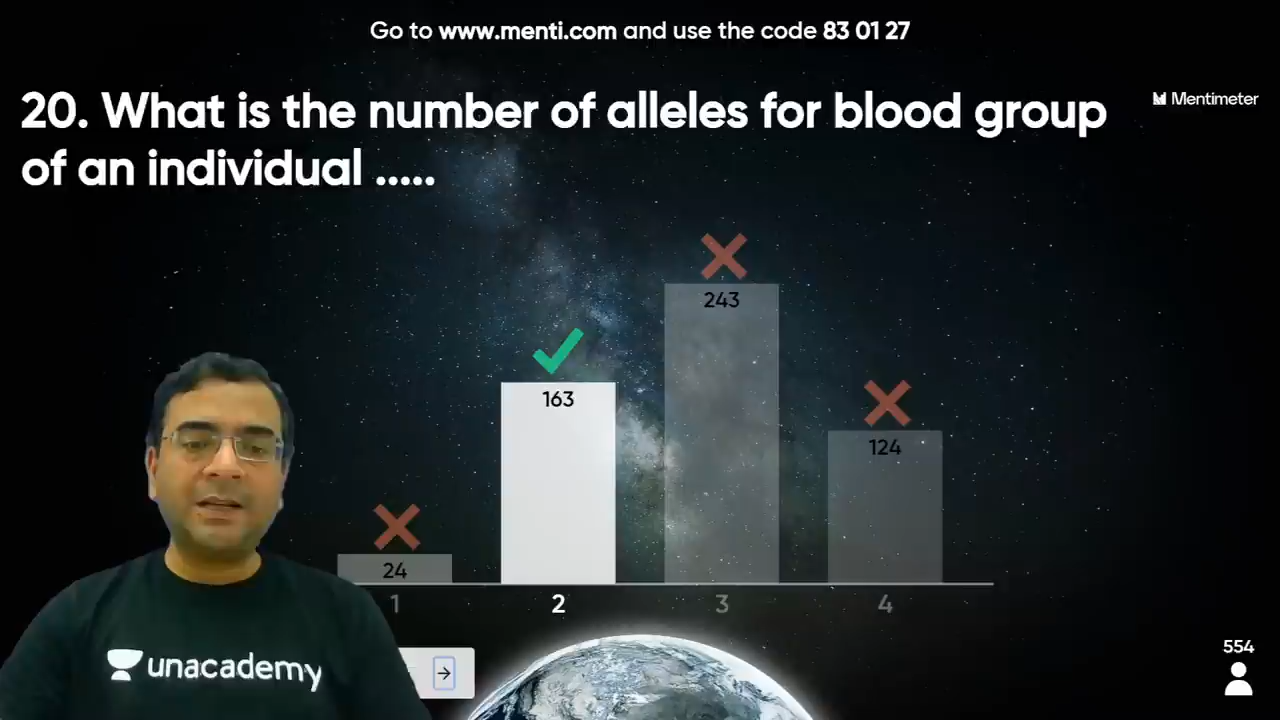 Go to www.menti.com and use the code 83 01 27
20. What is the number of alleles for blood group
of an individual .....
Mentimeter
243
163
124
24
1 2 3 4
unacademy
554